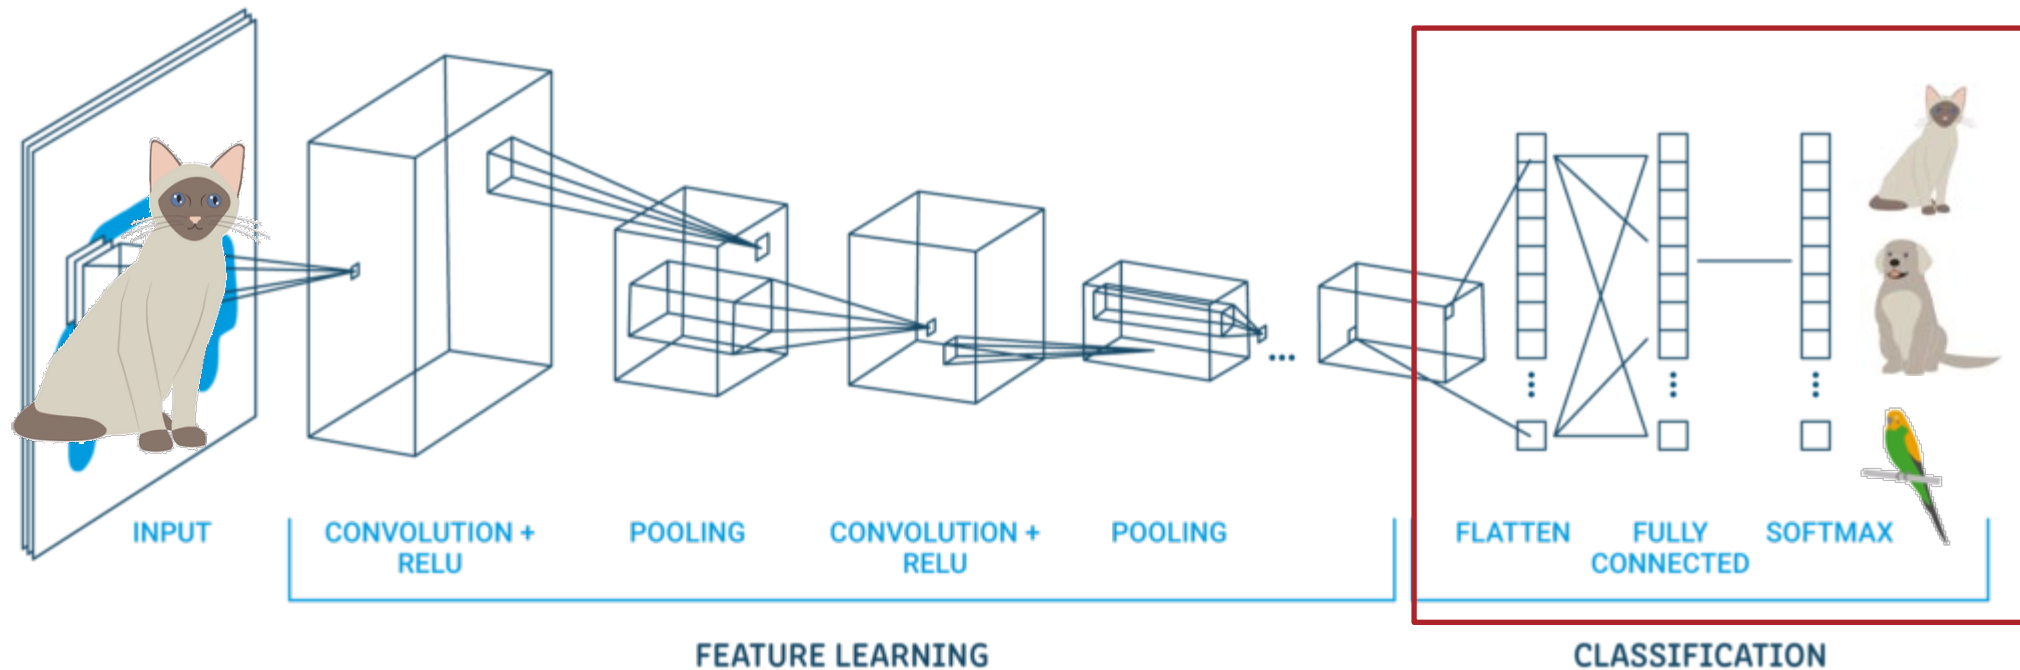 INPUT
CONVOLUTION +
RELU
POOLING
CONVOLUTION +
RELU
POOLING
FLATTEN
FULLY
CONNECTED
SOFTMAX
FEATURE LEARNING
CLASSIFICATION